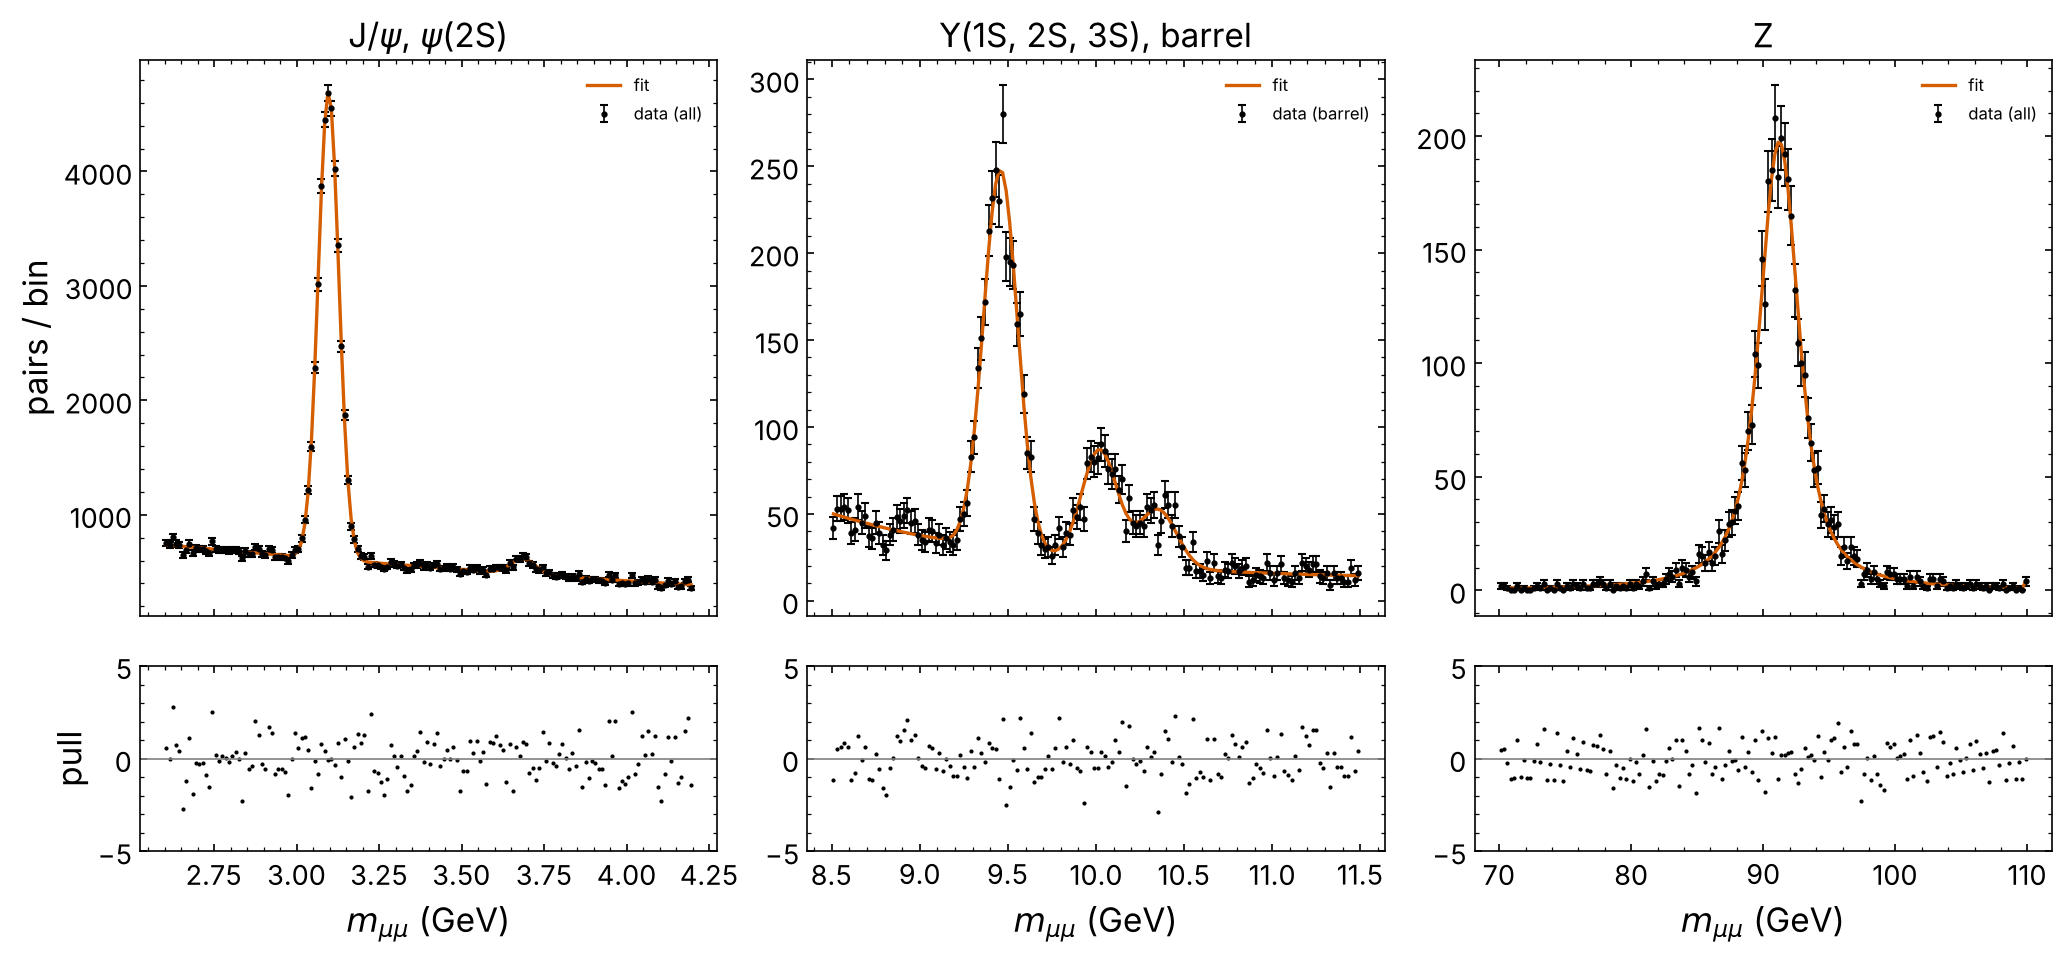 J/ψ, ψ(2S)
Υ(1S, 2S, 3S), barrel
Z
pairs / bin
4000
3000
2000
1000
fit
data (all)
300
250
200
150
100
50
0
fit
data (barrel)
200
150
100
50
0
fit
data (all)
pull
5
0
−5
2.75 3.00 3.25 3.50 3.75 4.00 4.25
m_μμ (GeV)
5
0
−5
8.5 9.0 9.5 10.0 10.5 11.0 11.5
m_μμ (GeV)
5
0
−5
70 80 90 100 110
m_μμ (GeV)